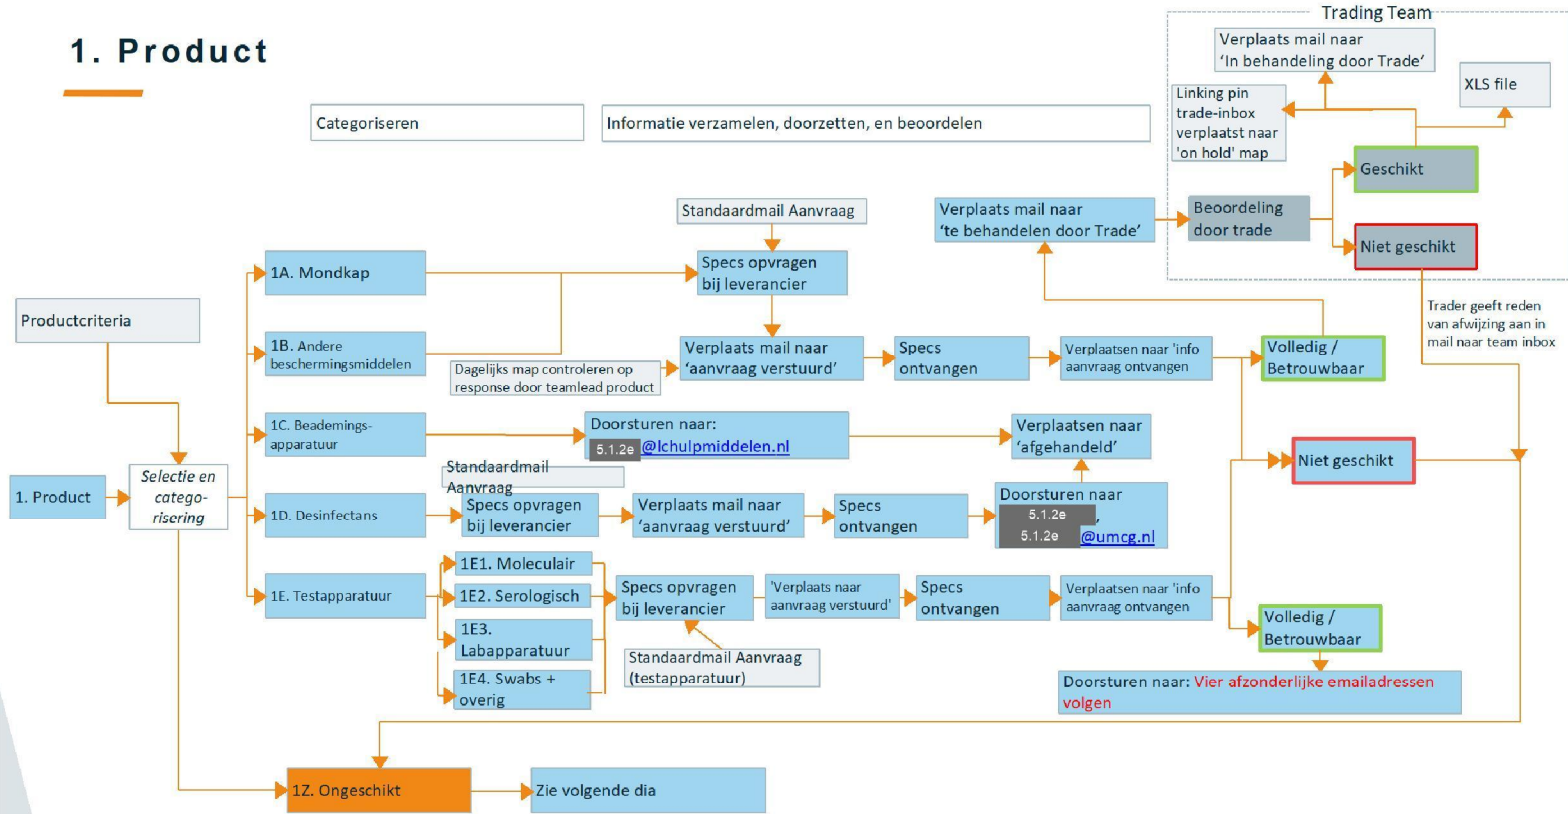 1. Product
Trading Team
Verplaats mail naar
‘In behandeling door Trade’
XLS file
Linking pin
trade-inbox
verplaatst naar
'on hold' map
Categoriseren
Informatie verzamelen, doorzetten, en beoordelen
Geschikt
Standaardmail Aanvraag
Verplaats mail naar
‘te behandelen door Trade’
Beoordeling
door trade
Niet geschikt
1A. Mondkap
Specs opvragen
bij leverancier
Productcriteria
Trader geeft reden
van afwijzing aan in
mail naar team inbox
1B. Andere
beschermingsmiddelen
Dagelijks map controleren op
response door teamlead product
Verplaats mail naar
‘aanvraag verstuurd’
Specs
ontvangen
Verplaatsen naar 'info
aanvraag ontvangen
Volledig /
Betrouwbaar
1C. Beademings-
apparatuur
Doorsturen naar:
5.1.2e @lchulpmiddelen.nl
Verplaatsen naar
‘afgehandeld’
Niet geschikt
1. Product
Selectie en
catego-
risering
Standaardmail
Aanvraag
1D. Desinfectans
Specs opvragen
bij leverancier
Verplaats mail naar
‘aanvraag verstuurd’
Specs
ontvangen
Doorsturen naar
5.1.2e ,
5.1.2e @umcg.nl
1E. Testapparatuur
1E1. Moleculair
1E2. Serologisch
1E3.
Labapparatuur
1E4. Swabs +
overig
Specs opvragen
bij leverancier
'Verplaats naar
aanvraag verstuurd'
Specs
ontvangen
Verplaatsen naar 'info
aanvraag ontvangen
Volledig /
Betrouwbaar
Standaardmail Aanvraag
(testapparatuur)
Doorsturen naar: Vier afzonderlijke emailadressen
volgen
1Z. Ongeschikt
Zie volgende dia